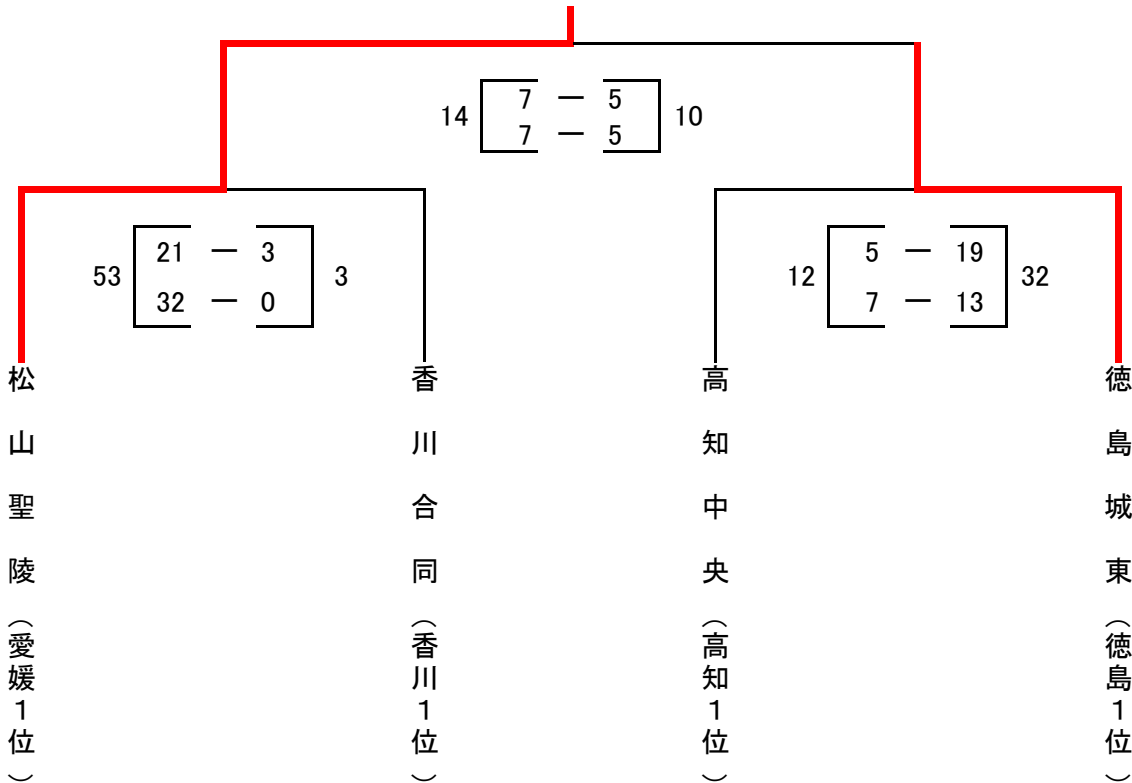 14 7 ー 5 10
7 ー 5
53 21 ー 3 3
32 ー 0
12 5 ー 19 32
7 ー 13
松山聖陵（愛媛１位）
香川合同（香川１位）
高知中央（高知１位）
徳島城東（徳島１位）